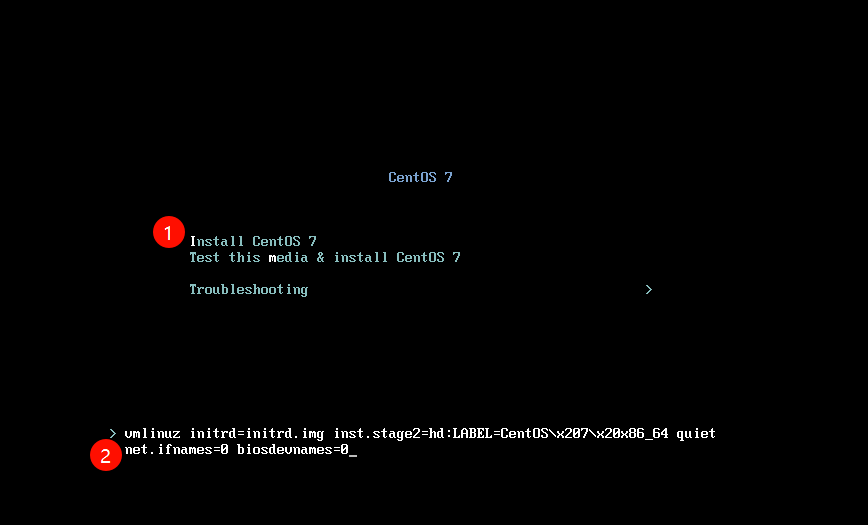 CentOS 7
1
Install CentOS 7
Test this media & install CentOS 7
Troubleshooting >
> vmlinuz initrd=initrd.img inst.stage2=hd:LABEL=CentOS\x207\x20x86_64 quiet
2
net.ifnames=0 biosdevnames=0_